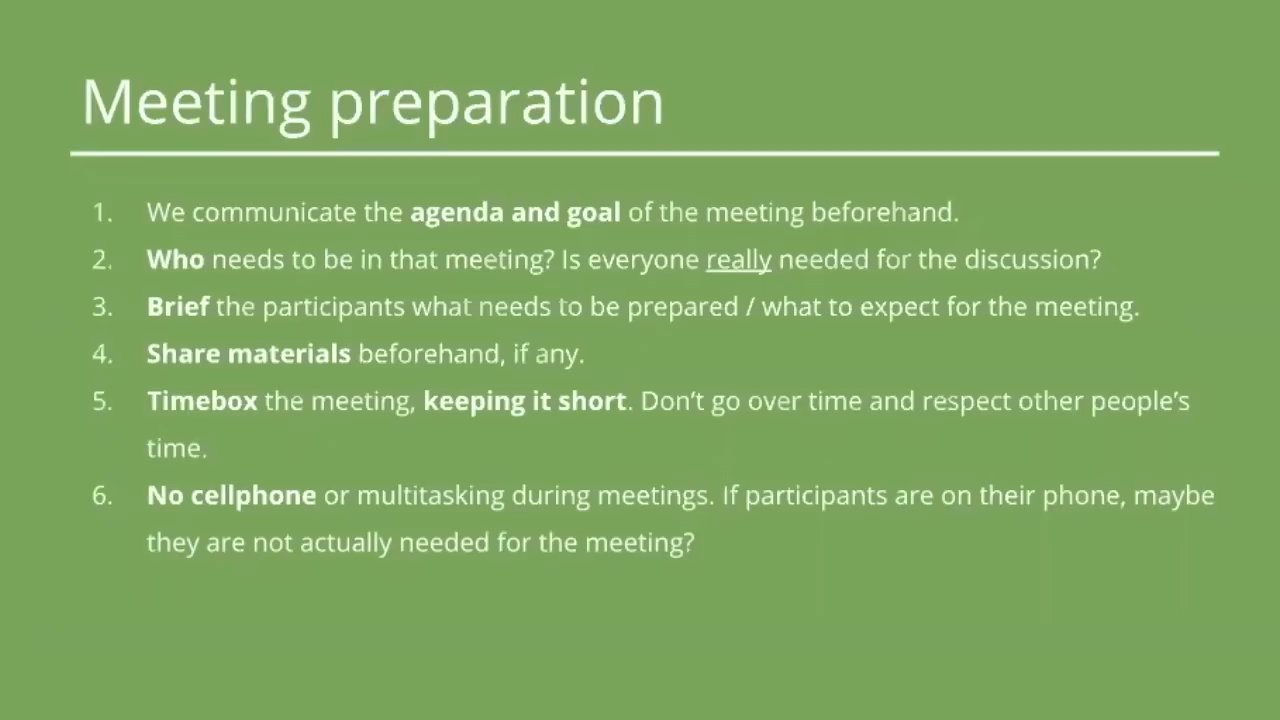 Meeting preparation
1. We communicate the agenda and goal of the meeting beforehand.
2. Who needs to be in that meeting? Is everyone really needed for the discussion?
3. Brief the participants what needs to be prepared / what to expect for the meeting.
4. Share materials beforehand, if any.
5. Timebox the meeting, keeping it short. Don’t go over time and respect other people’s
time.
6. No cellphone or multitasking during meetings. If participants are on their phone, maybe
they are not actually needed for the meeting?